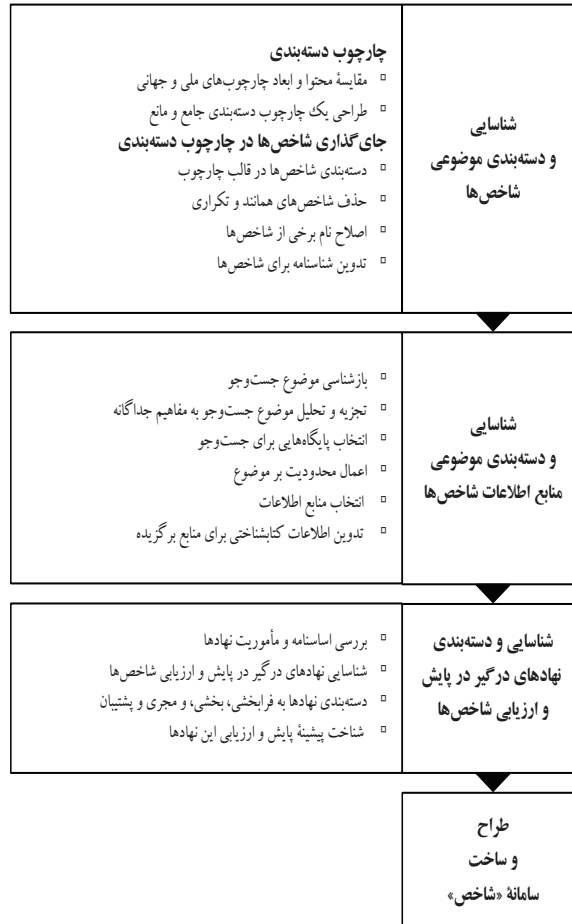 شناسایی
و دسته‌بندی موضوعی
شاخص‌ها
چارچوب دسته‌بندی
▫ مقایسهٔ محتوا و ابعاد چارچوب‌های ملی و جهانی
▫ طراحی یک چارچوب دسته‌بندی جامع و مانع
جای‌گذاری شاخص‌ها در چارچوب دسته‌بندی
▫ دسته‌بندی شاخص‌ها در قالب چارچوب
▫ حذف شاخص‌های همانند و تکراری
▫ اصلاح نام برخی از شاخص‌ها
▫ تدوین شناسنامه برای شاخص‌ها
شناسایی
و دسته‌بندی موضوعی
منابع اطلاعات شاخص‌ها
▫ بازشناسی موضوع جست‌وجو
▫ تجزیه و تحلیل موضوع جست‌وجو به مفاهیم جداگانه
▫ انتخاب پایگاه‌هایی برای جست‌وجو
▫ اعمال محدودیت بر موضوع
▫ انتخاب منابع اطلاعات
▫ تدوین اطلاعات کتابشناختی برای منابع برگزیده
شناسایی و دسته‌بندی
نهادهای درگیر در پایش
و ارزیابی شاخص‌ها
▫ بررسی اساسنامه و مأموریت نهادها
▫ شناسایی نهادهای درگیر در پایش و ارزیابی شاخص‌ها
▫ دسته‌بندی نهادها به فرابخشی، بخشی، و مجری و پشتیبان
▫ شناخت پیشینهٔ پایش و ارزیابی این نهادها
طراح
و ساخت
سامانهٔ «شاخص»